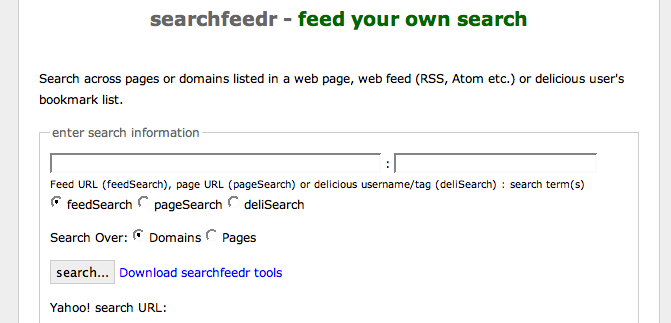 searchfeedr - feed your own search
Search across pages or domains listed in a web page, web feed (RSS, Atom etc.) or delicious user's
bookmark list.
enter search information
:
Feed URL (feedSearch), page URL (pageSearch) or delicious username/tag (deliSearch) : search term(s)
feedSearch pageSearch deliSearch
Search Over: Domains Pages
search... Download searchfeedr tools
Yahoo! search URL: